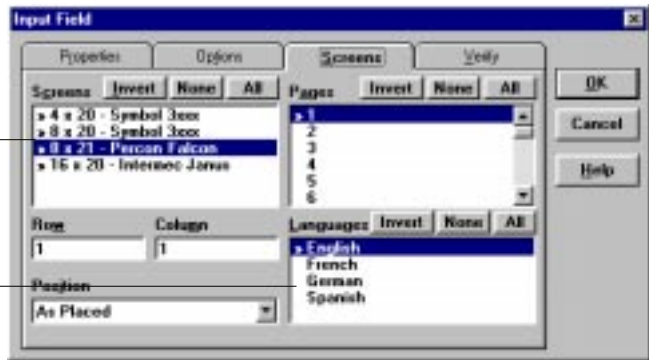 Input Field
Properties Options Screens Verify
Screens Invert None All
» 4 x 20 - Symbol 3xxx
» 8 x 20 - Symbol 3xxx
» 8 x 21 - Percon Falcon
» 16 x 20 - Intermec Janus
Pages Invert None All
» 1
2
3
4
5
6
OK
Cancel
Help
Row Column
1 1
Position
As Placed
Languages Invert None All
» English
French
German
Spanish